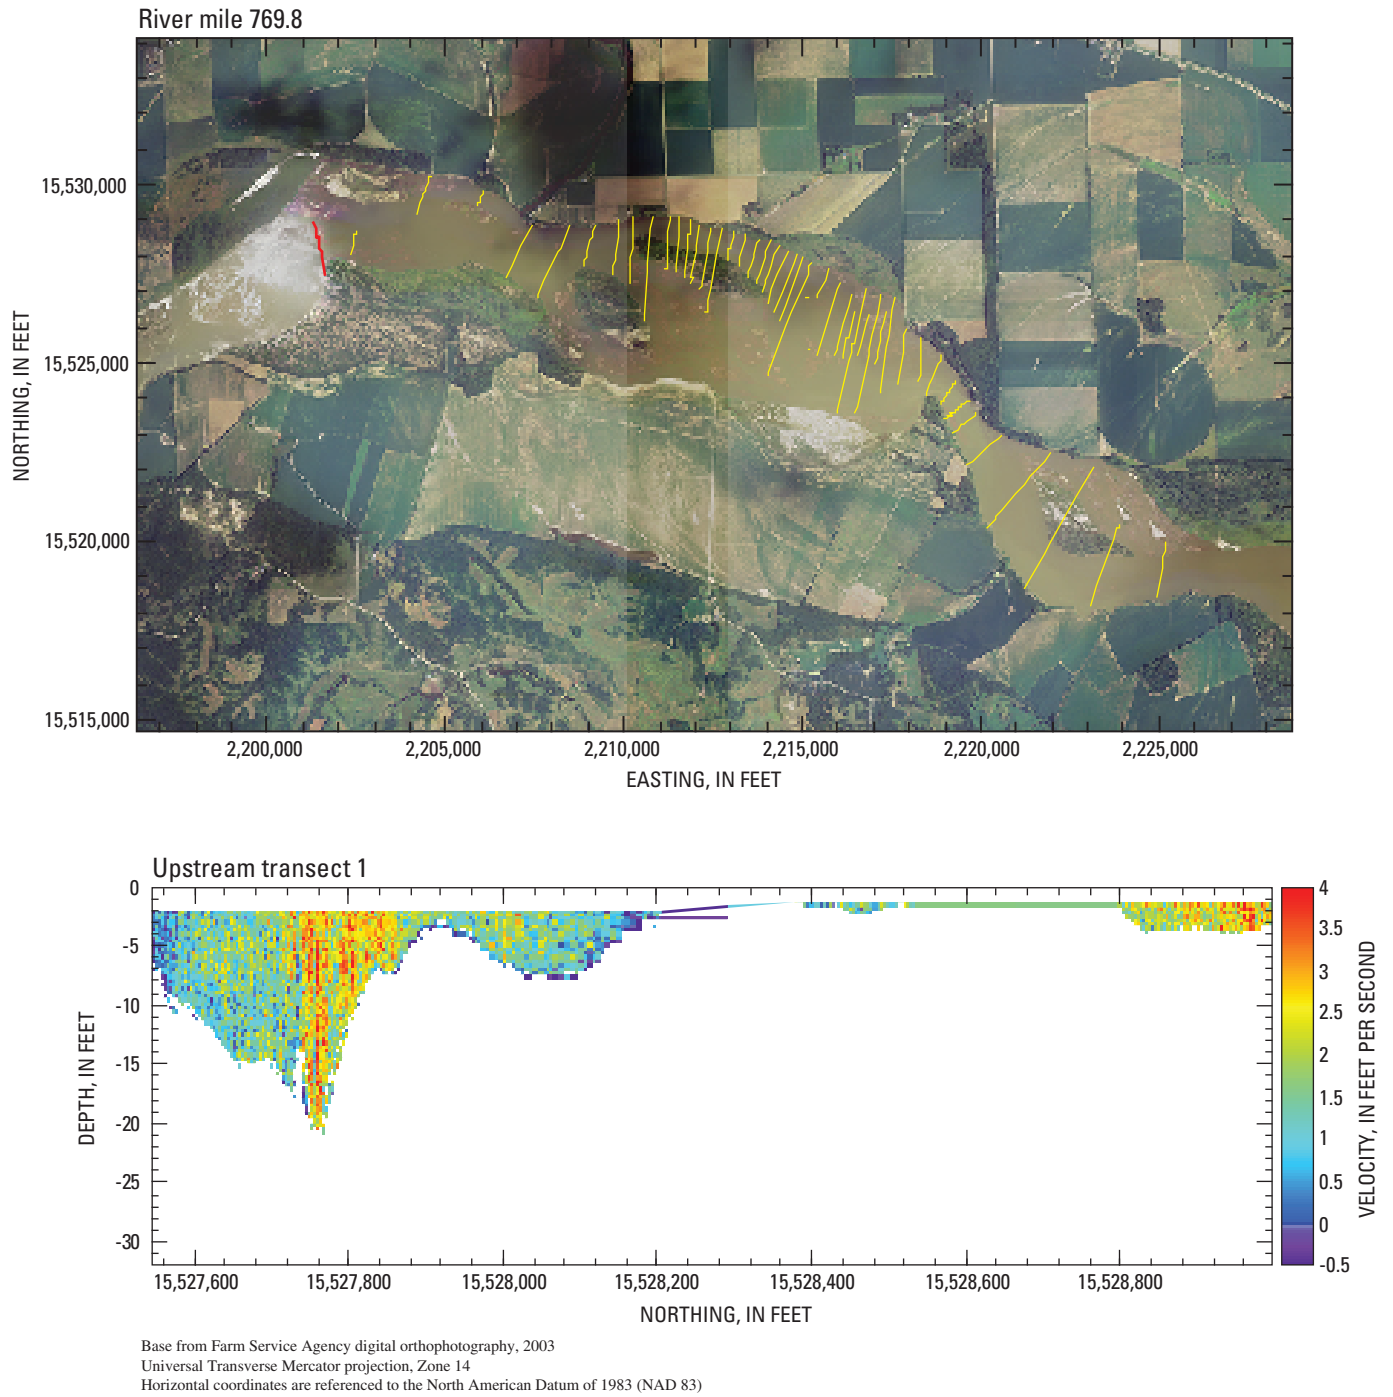 River mile 769.8
15,530,000
15,525,000
15,520,000
15,515,000
NORTHING, IN FEET
2,200,000 2,205,000 2,210,000 2,215,000 2,220,000 2,225,000
EASTING, IN FEET
Upstream transect 1
0
-5
-10
-15
-20
-25
-30
DEPTH, IN FEET
15,527,600 15,527,800 15,528,000 15,528,200 15,528,400 15,528,600 15,528,800
NORTHING, IN FEET
4
3.5
3
2.5
2
1.5
1
0.5
0
-0.5
VELOCITY, IN FEET PER SECOND
Base from Farm Service Agency digital orthophotography, 2003
Universal Transverse Mercator projection, Zone 14
Horizontal coordinates are referenced to the North American Datum of 1983 (NAD 83)